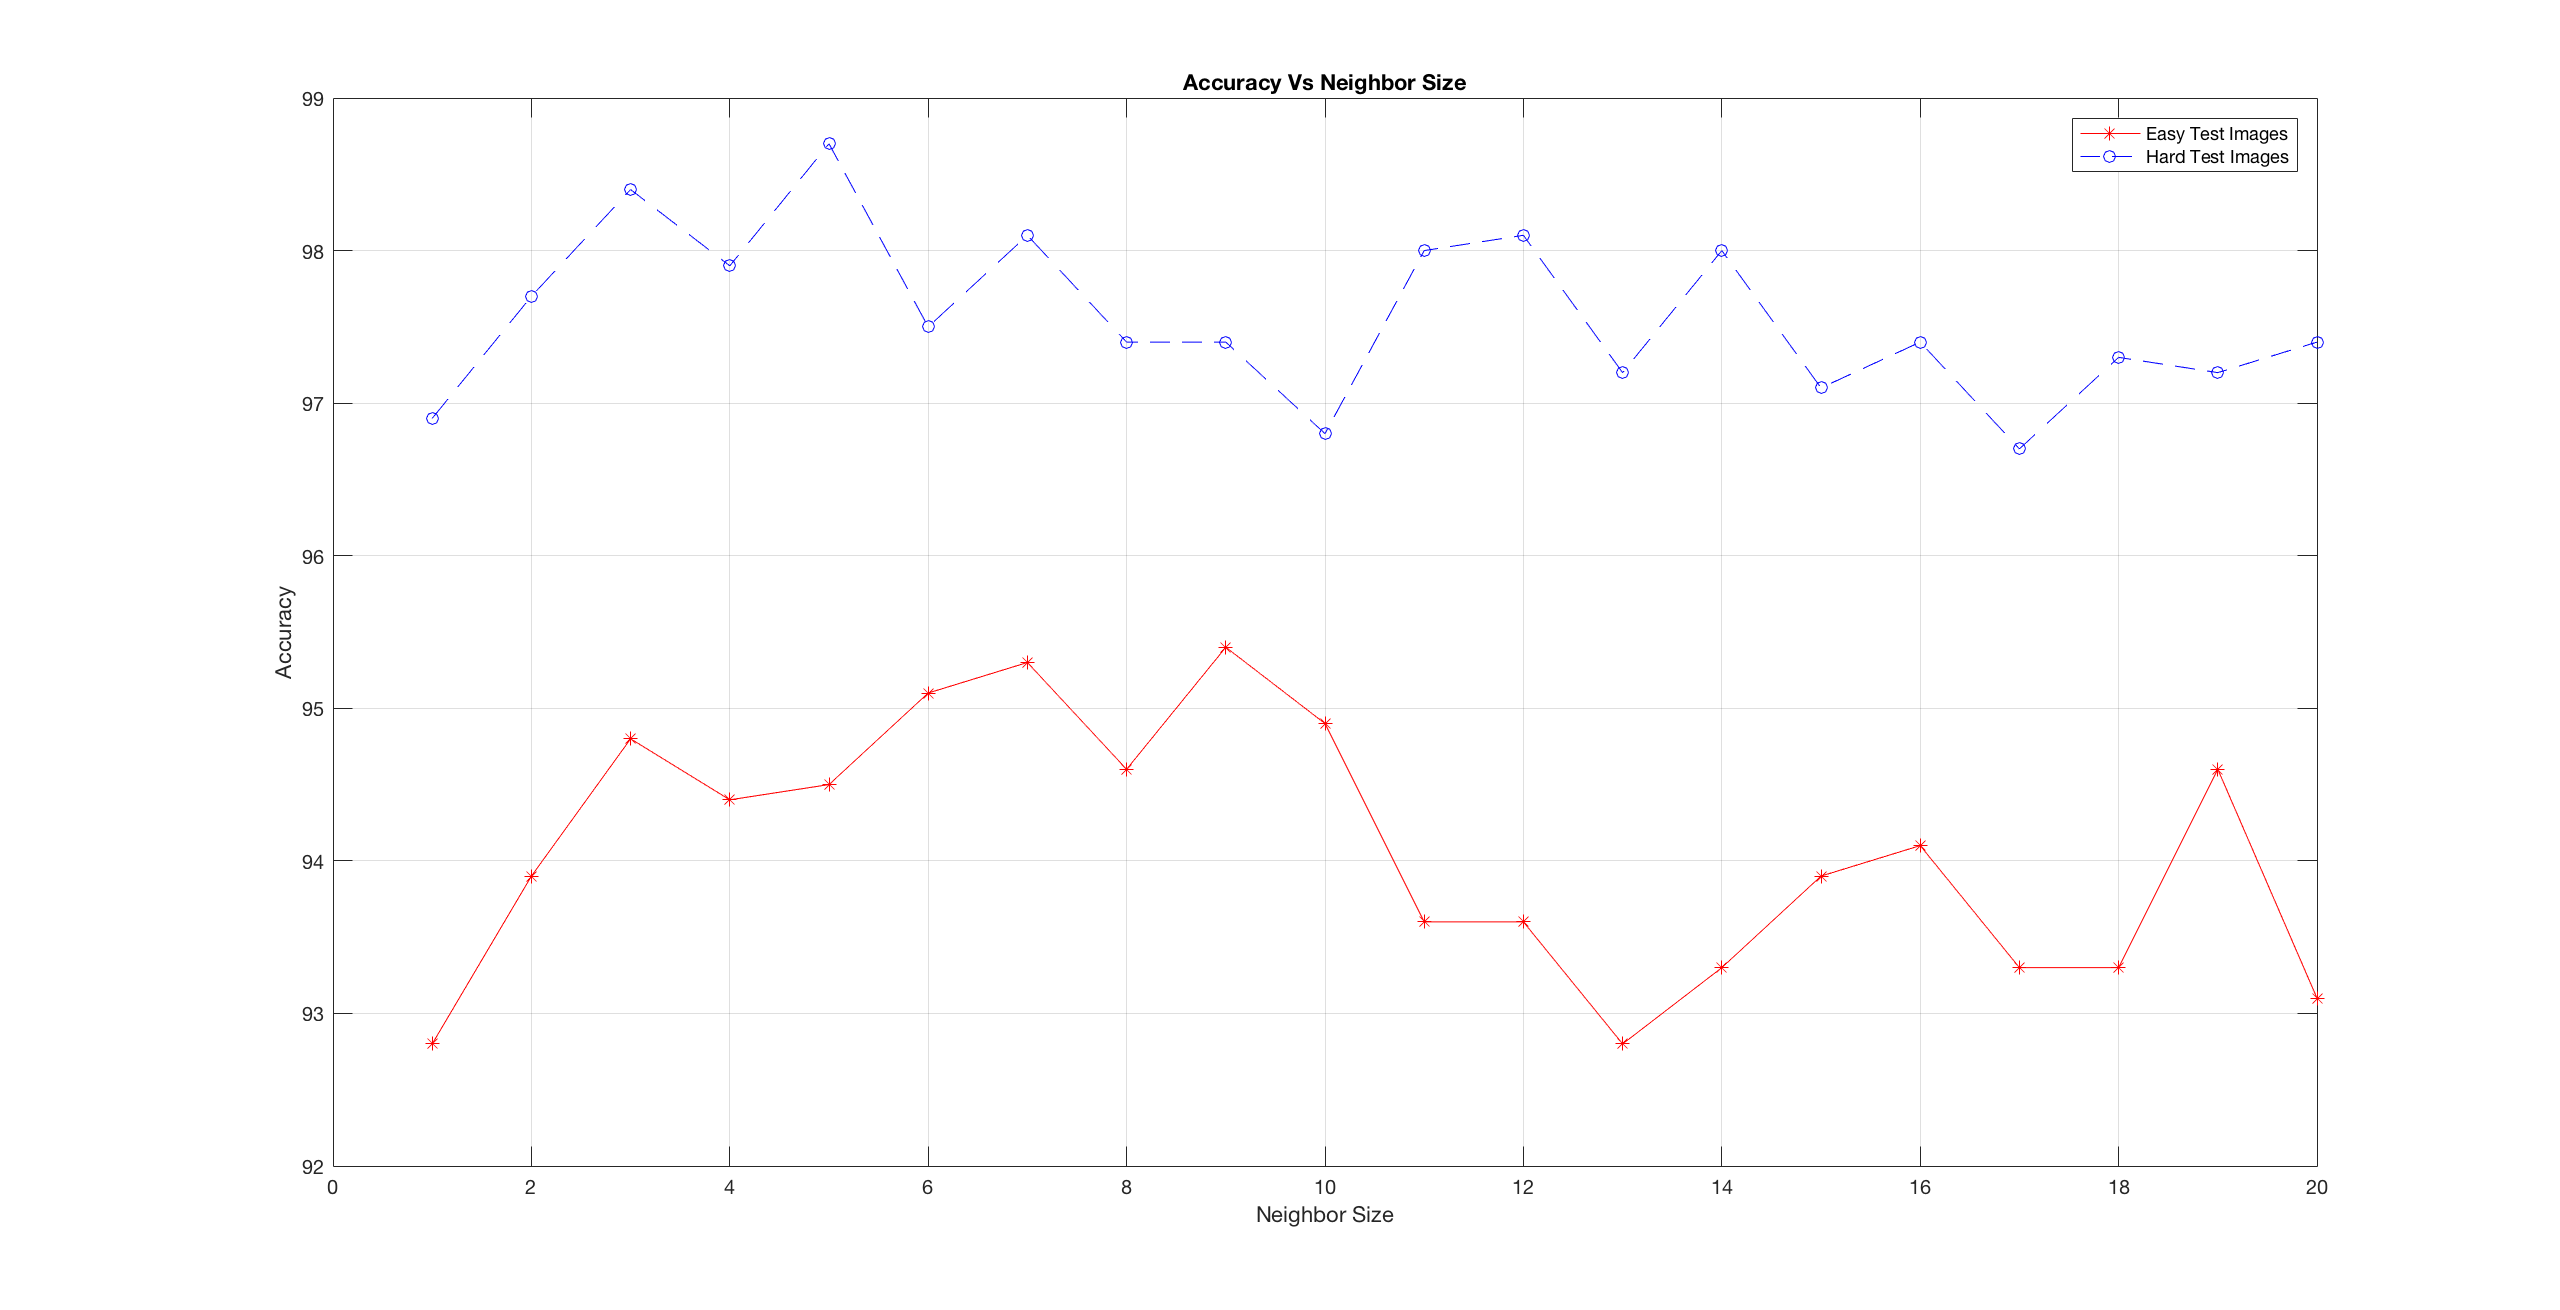 Accuracy Vs Neighbor Size
Easy Test Images
Hard Test Images
99
98
97
96
95
94
93
92
Accuracy
0 2 4 6 8 10 12 14 16 18 20
Neighbor Size